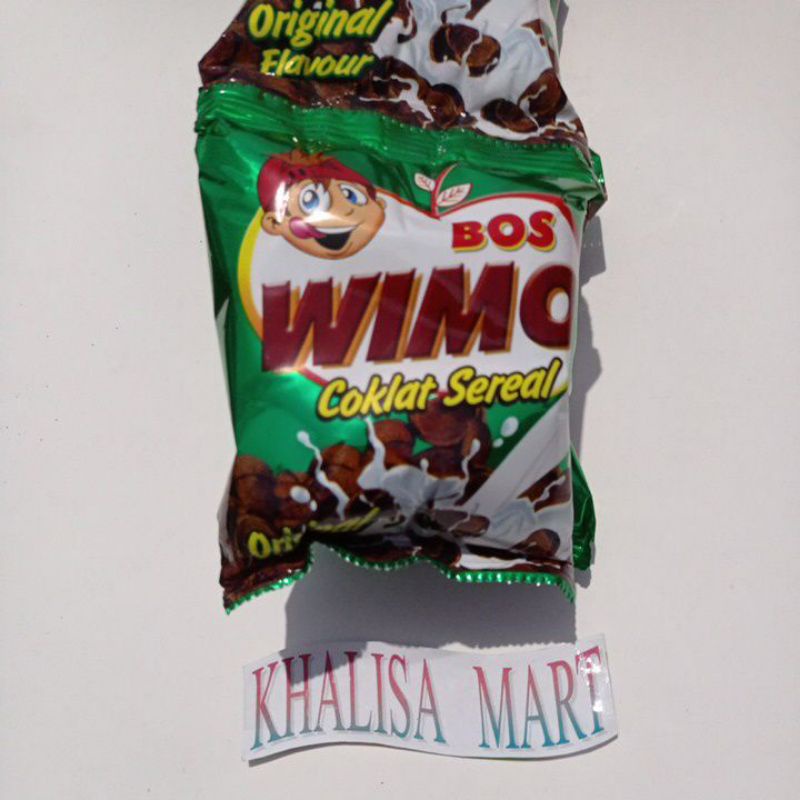 Original
Flavour
BOS
WIMO
Coklat Sereal
KHALISA MART